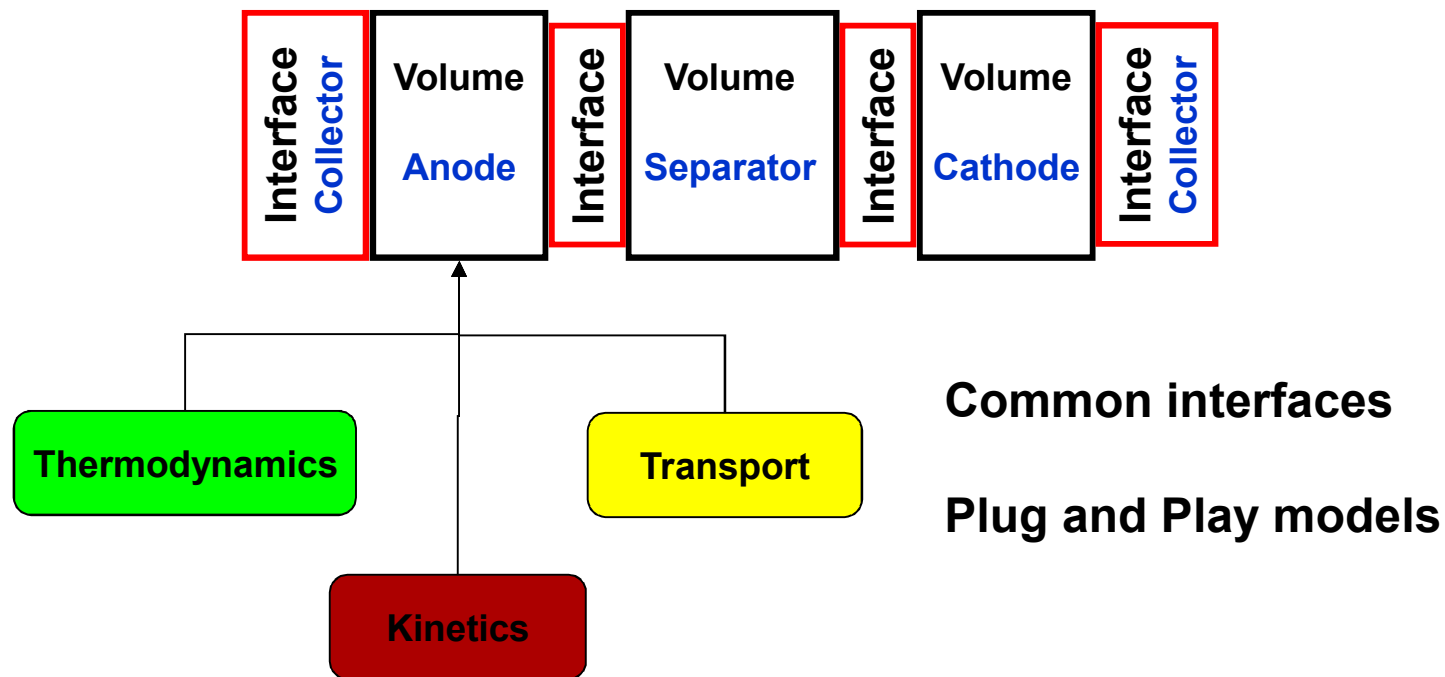 Interface
Collector
Volume
Anode
Interface
Volume
Separator
Interface
Volume
Cathode
Interface
Collector
Thermodynamics
Kinetics
Transport
Common interfaces
Plug and Play models